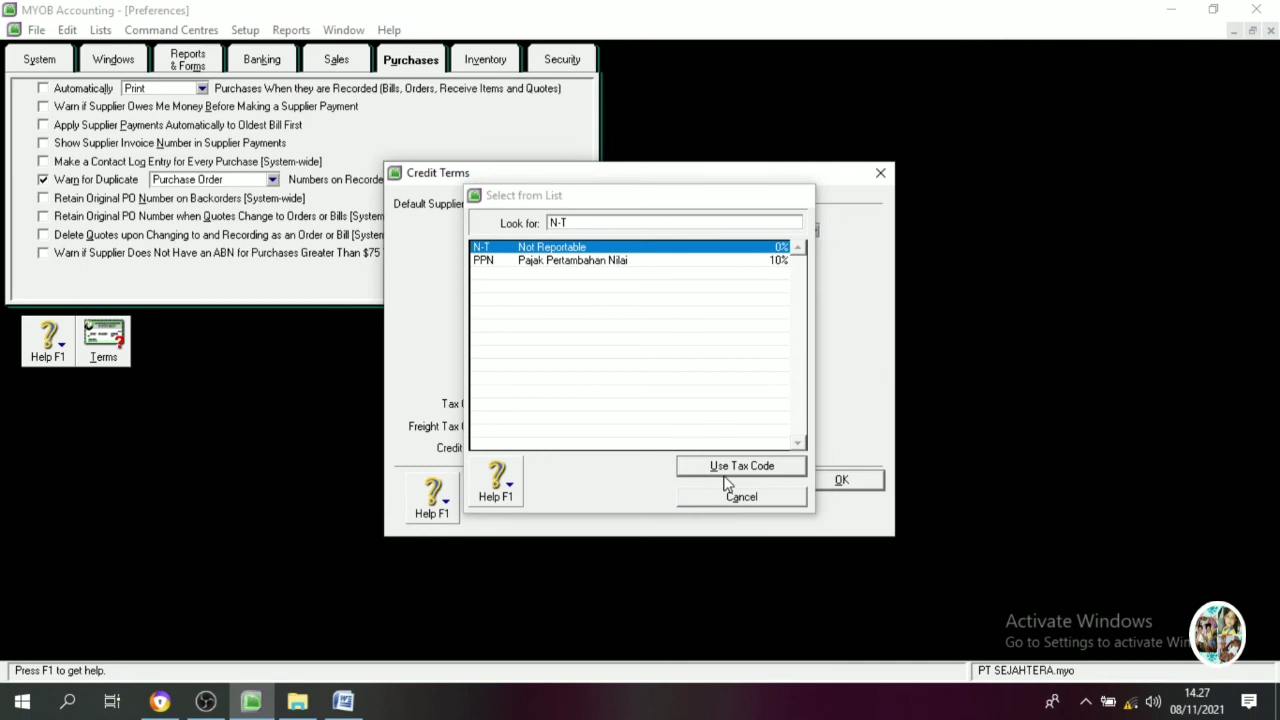 MYOB Accounting - [Preferences]
File Edit Lists Command Centres Setup Reports Window Help
System Windows Reports & Forms Banking Sales Purchases Inventory Security
Automatically Print Purchases When they are Recorded (Bills, Orders, Receive Items and Quotes)
Warn if Supplier Owes Me Money Before Making a Supplier Payment
Apply Supplier Payments Automatically to Oldest Bill First
Show Supplier Invoice Number in Supplier Payments
Make a Contact Log Entry for Every Purchase [System-wide]
Warn for Duplicate Purchase Order Numbers on Recorde
Retain Original PO Number on Backorders [System-wide]
Retain Original PO Number when Quotes Change to Orders or Bills [System
Delete Quotes upon Changing to and Recording as an Order or Bill [System
Warn if Supplier Does Not Have an ABN for Purchases Greater Than $75
Help F1 Terms
Credit Terms
Default Supplier
Tax
Freight Tax
Credit
Help F1
OK
Select from List
Look for: N-T
N-T Not Reportable 0%
PPN Pajak Pertambahan Nilai 10%
Help F1
Use Tax Code
Cancel
Activate Windows
Go to Settings to activate Win
Press F1 to get help.
PT SEJAHTERA.myo
14.27
08/11/2021